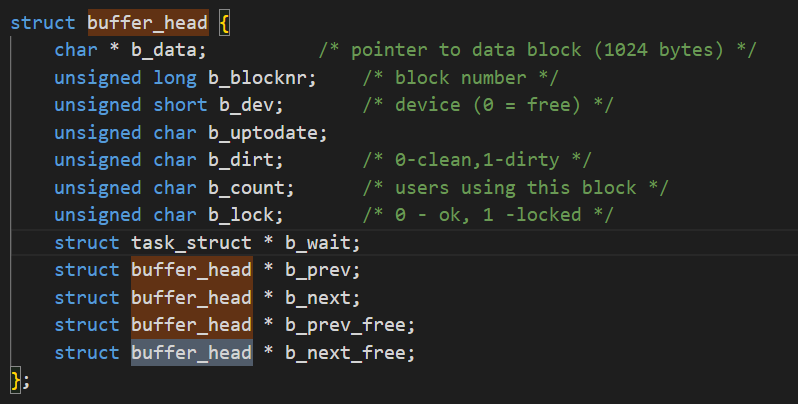 struct buffer_head {
    char * b_data;          /* pointer to data block (1024 bytes) */
    unsigned long b_blocknr;    /* block number */
    unsigned short b_dev;       /* device (0 = free) */
    unsigned char b_uptodate;
    unsigned char b_dirt;       /* 0-clean,1-dirty */
    unsigned char b_count;      /* users using this block */
    unsigned char b_lock;       /* 0 - ok, 1 -locked */
    struct task_struct * b_wait;
    struct buffer_head * b_prev;
    struct buffer_head * b_next;
    struct buffer_head * b_prev_free;
    struct buffer_head * b_next_free;
};